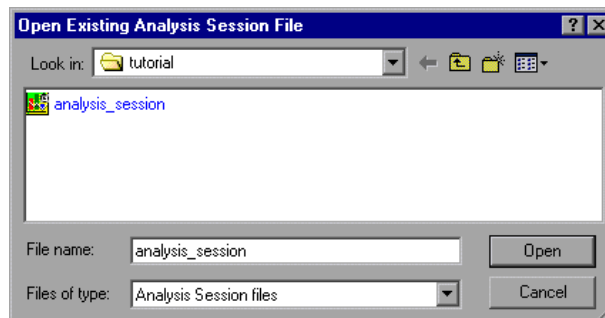 Open Existing Analysis Session File
Look in: tutorial
analysis_session
File name: analysis_session Open
Files of type: Analysis Session files Cancel